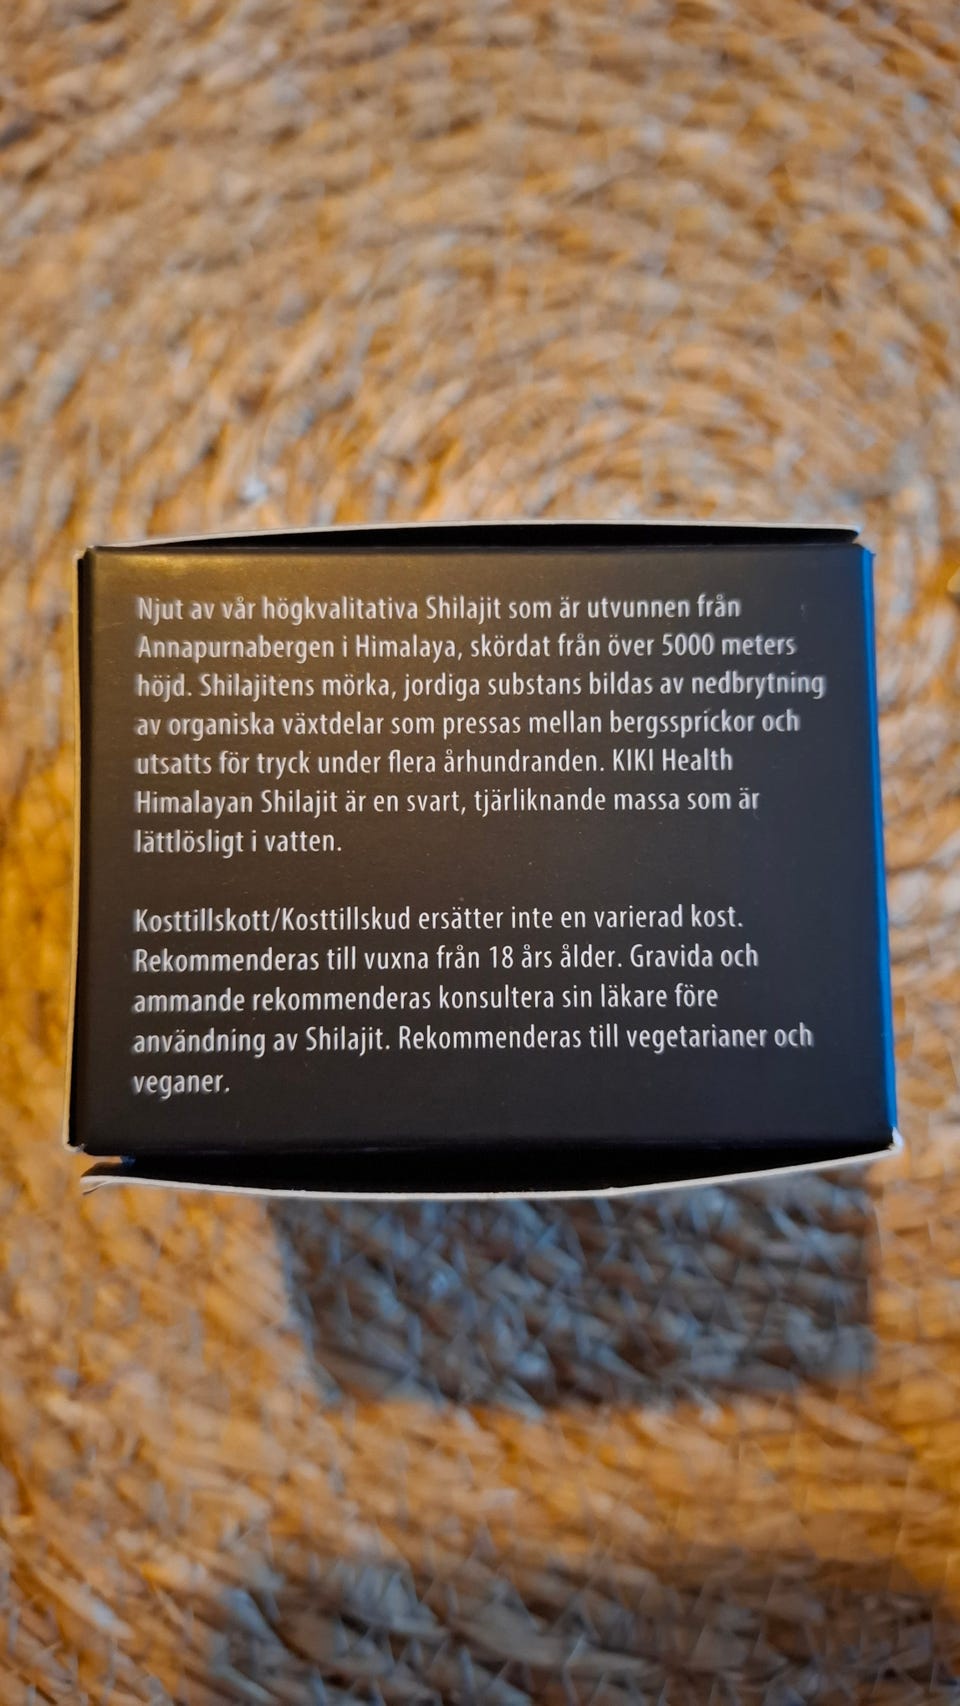 Njut av vår högkvalitativa Shilajit som är utvunnen från
Annapurnabergen i Himalaya, skördat från över 5000 meters
höjd. Shilajitens mörka, jordiga substans bildas av nedbrytning
av organiska växtdelar som pressas mellan bergssprickor och
utsatts för tryck under flera århundranden. KIKI Health
Himalayan Shilajit är en svart, tjärliknande massa som är
lättlösligt i vatten.
Kosttillskott/Kosttillskud ersätter inte en varierad kost.
Rekommenderas till vuxna från 18 års ålder. Gravida och
ammande rekommenderas konsultera sin läkare före
användning av Shilajit. Rekommenderas till vegetarianer och
veganer.